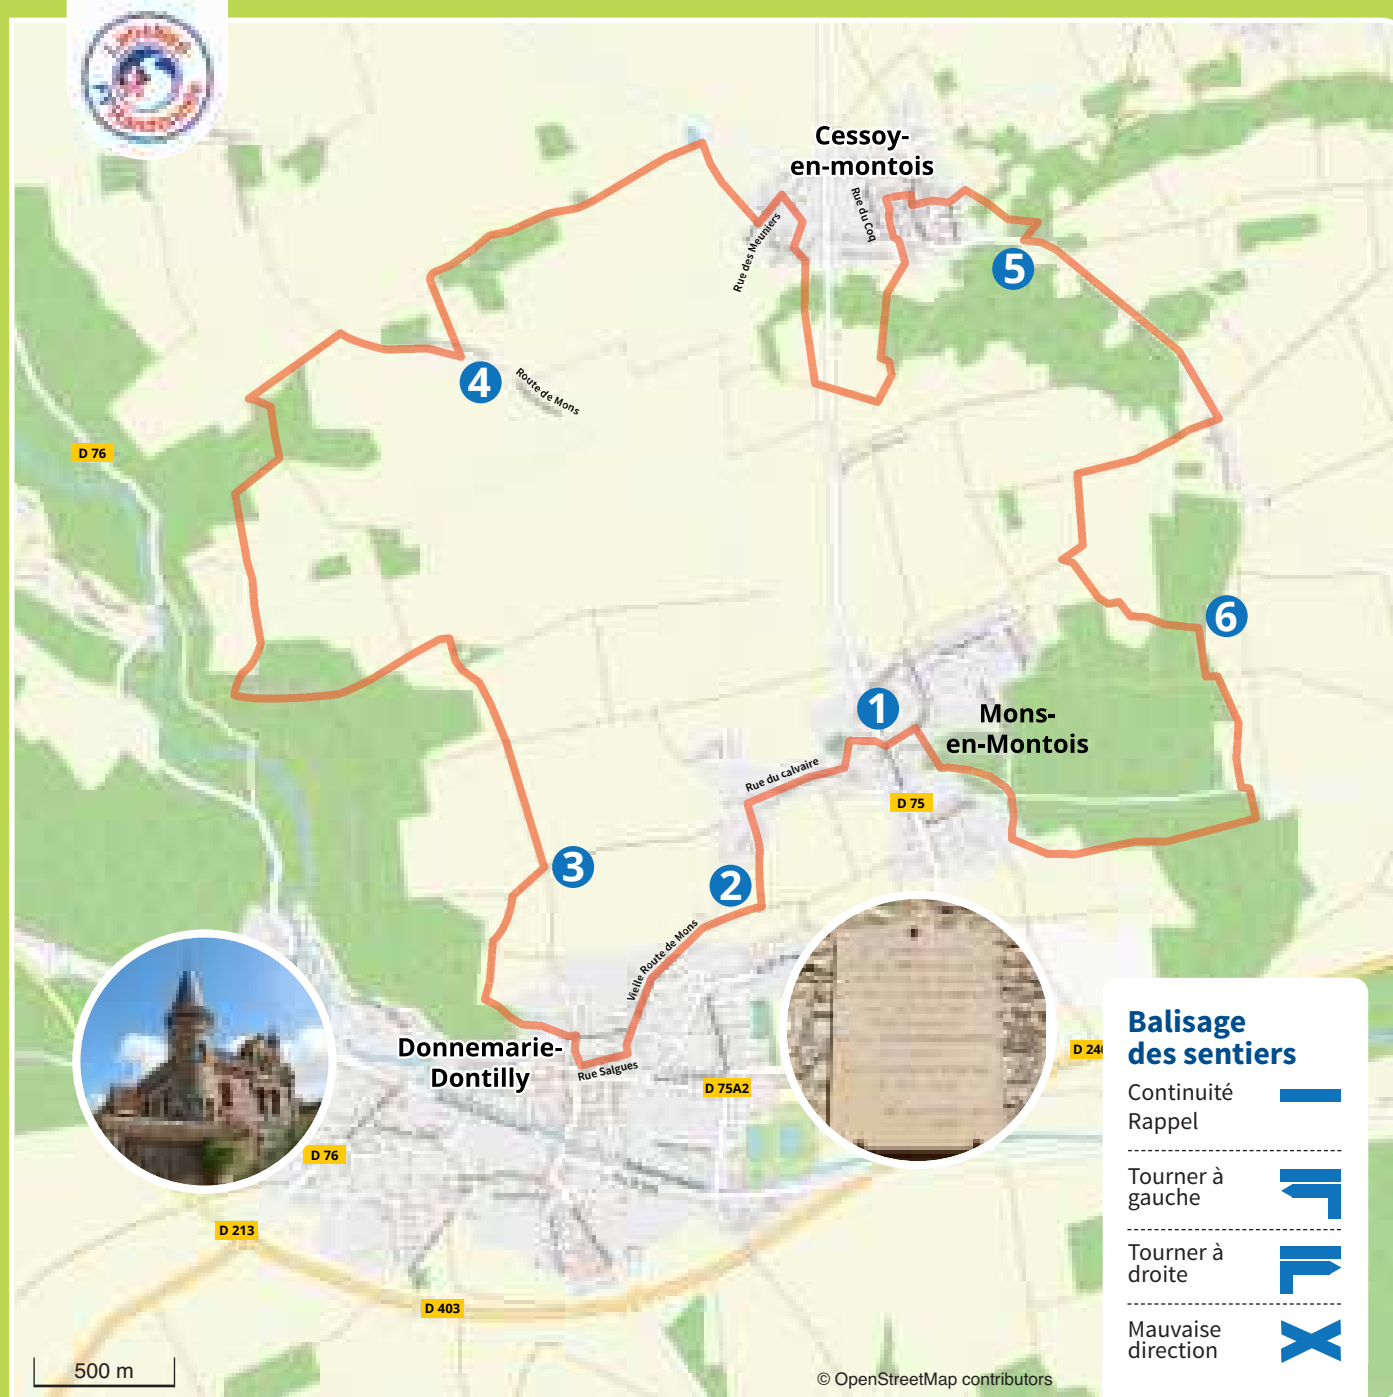 Cessoy-
en-montois
Rue du Coq
Rue des Meuniers
5
4
Route de Mons
D 76
6
1
Mons-
en-Montois
Rue du calvaire
D 75
3
2
Vielle Route de Mons
Donnemarie-
Dontilly
Rue Salgues
D 75A2
D 76
D 213
D 403
500 m
© OpenStreetMap contributors
Balisage
des sentiers
Continuité
Rappel
Tourner à
gauche
Tourner à
droite
Mauvaise
direction